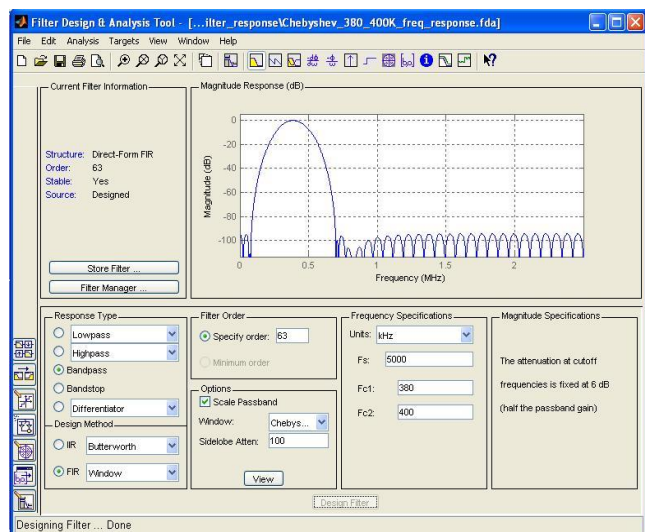 Filter Design & Analysis Tool - [...ilter_response\Chebyshev_380_400K_freq_response.fda]
File Edit Analysis Targets View Window Help
Current Filter Information
Structure: Direct-Form FIR
Order: 63
Stable: Yes
Source: Designed
Store Filter ...
Filter Manager ...
Magnitude Response (dB)
Magnitude (dB)
0
-20
-40
-60
-80
-100
0 0.5 1 1.5 2
Frequency (MHz)
Response Type
Lowpass
Highpass
Bandpass
Bandstop
Differentiator
Design Method
IIR Butterworth
FIR Window
Filter Order
Specify order: 63
Minimum order
Options
Scale Passband
Window: Chebys...
Sidelobe Atten: 100
View
Frequency Specifications
Units: kHz
Fs: 5000
Fc1: 380
Fc2: 400
Magnitude Specifications
The attenuation at cutoff
frequencies is fixed at 6 dB
(half the passband gain)
Design Filter
Designing Filter ... Done